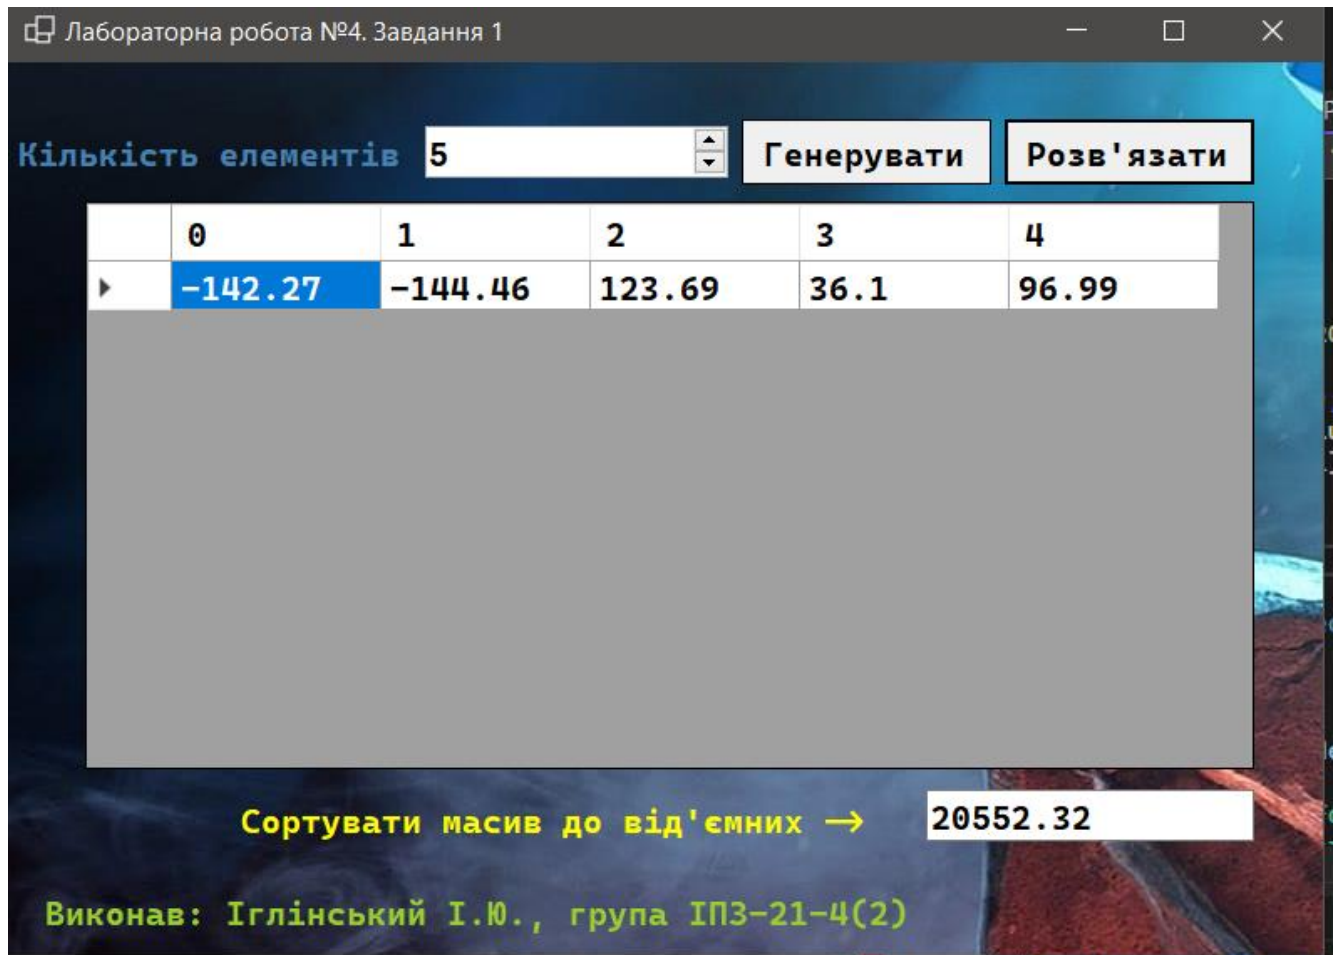 Лабораторна робота №4. Завдання 1
Кількість елементів 5 Генерувати Розв'язати
0 1 2 3 4
-142.27 -144.46 123.69 36.1 96.99
Сортувати масив до від'ємних → 20552.32
Виконав: Іглінський І.Ю., група ІПЗ-21-4(2)